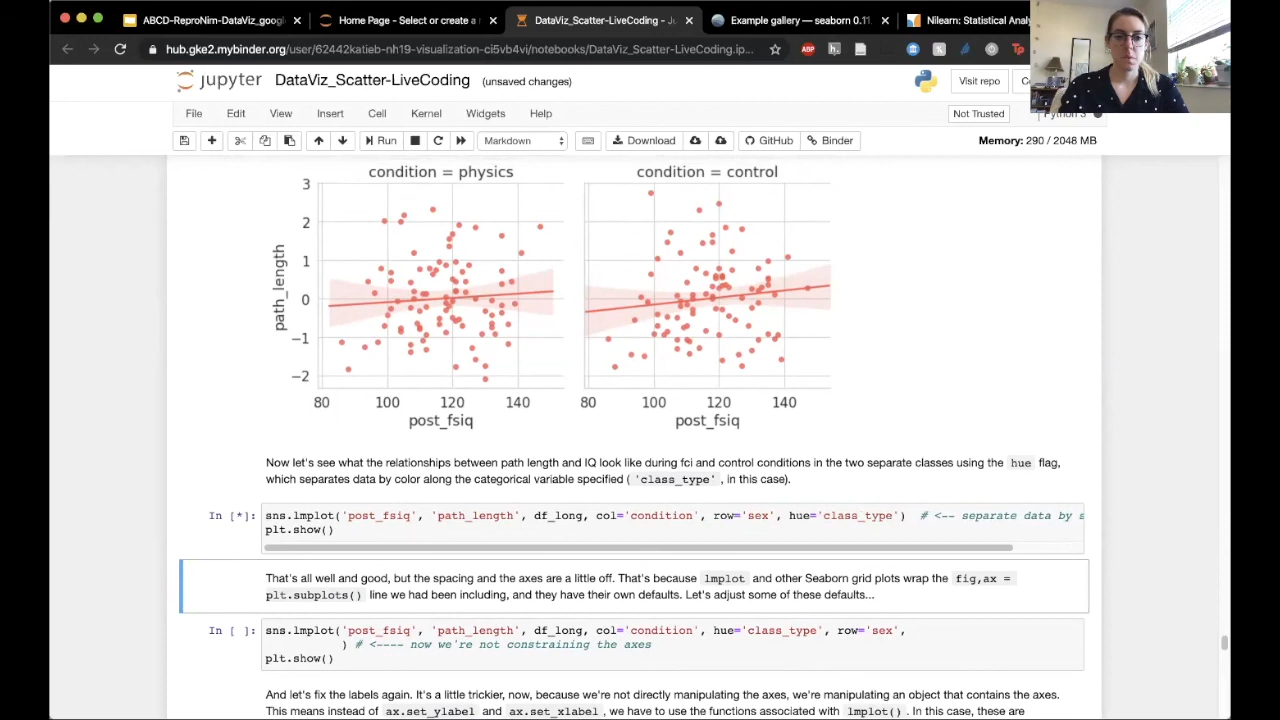 ABCD-ReproNim-DataViz_goog
Home Page - Select or create a
DataViz_Scatter-LiveCoding - J
Example gallery — seaborn 0.11.
Nilearn: Statistical Analy
hub.gke2.mybinder.org/user/62442katieb-nh19-visualization-ci5vb4vi/notebooks/DataViz_Scatter-LiveCoding.ip...
ABP
jupyter DataViz_Scatter-LiveCoding (unsaved changes)
Visit repo
File Edit View Insert Cell Kernel Widgets Help
Not Trusted
Python 3
Run
Markdown
Download
GitHub
Binder
Memory: 290 / 2048 MB
condition = physics
condition = control
3
2
1
0
−1
−2
path_length
80 100 120 140
80 100 120 140
post_fsiq
post_fsiq
Now let's see what the relationships between path length and IQ look like during fci and control conditions in the two separate classes using the hue flag,
which separates data by color along the categorical variable specified ( 'class_type' , in this case).
In [*]: sns.lmplot('post_fsiq', 'path_length', df_long, col='condition', row='sex', hue='class_type') # <-- separate data by s
plt.show()
That's all well and good, but the spacing and the axes are a little off. That's because lmplot and other Seaborn grid plots wrap the fig,ax =
plt.subplots() line we had been including, and they have their own defaults. Let's adjust some of these defaults...
In [ ]: sns.lmplot('post_fsiq', 'path_length', df_long, col='condition', hue='class_type', row='sex',
) # <---- now we're not constraining the axes
plt.show()
And let's fix the labels again. It's a little trickier, now, because we're not directly manipulating the axes, we're manipulating an object that contains the axes.
This means instead of ax.set_ylabel and ax.set_xlabel , we have to use the functions associated with lmplot() . In this case, these are